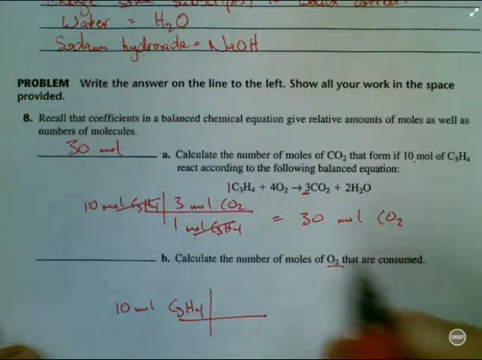 Water = H₂O
Sodium hydroxide = NaOH
PROBLEM Write the answer on the line to the left. Show all your work in the space
provided.
8. Recall that coefficients in a balanced chemical equation give relative amounts of moles as well as
numbers of molecules.
30 mol
a. Calculate the number of moles of CO₂ that form if 10 mol of C₃H₄
react according to the following balanced equation:
1C₃H₄ + 4O₂ → 3CO₂ + 2H₂O
10 mol C₃H₄ 3 mol CO₂
1 mol C₃H₄ = 30 mol CO₂
b. Calculate the number of moles of O₂ that are consumed.
10 mol C₃H₄